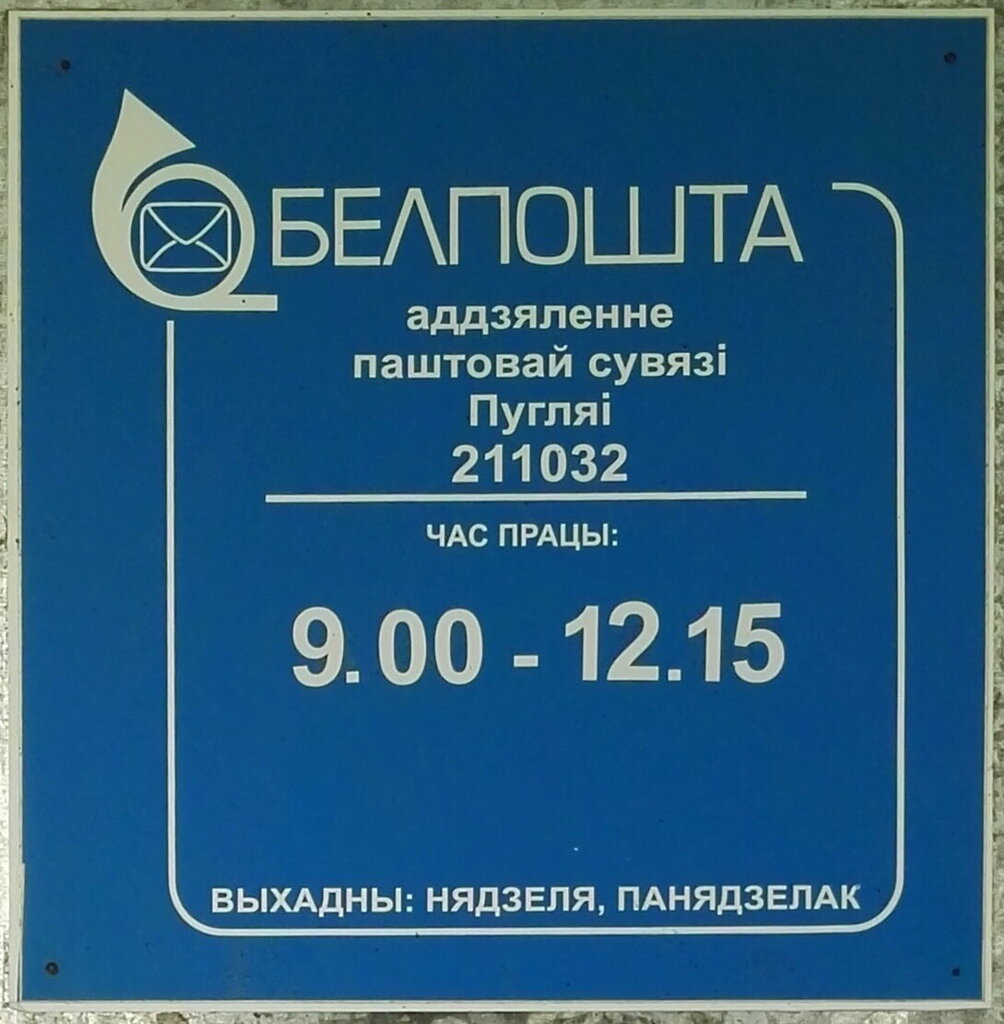 БЕЛПОШТА
аддзяленне
паштовай сувязі
Пугляі
211032
ЧАС ПРАЦЫ:
9.00 - 12.15
ВЫХАДНЫ: НЯДЗЕЛЯ, ПАНЯДЗЕЛАК